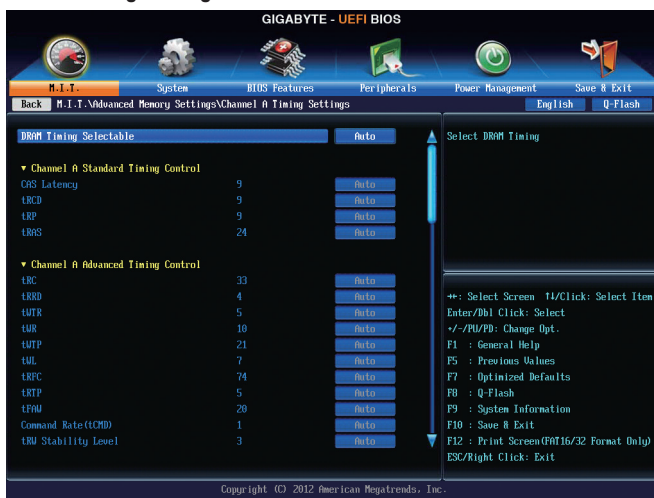 GIGABYTE - UEFI BIOS
M.I.T. System BIOS Features Peripherals Power Management Save & Exit
Back M.I.T.\Advanced Memory Settings\Channel A Timing Settings English Q-Flash
DRAM Timing Selectable Auto
Select DRAM Timing
▼ Channel A Standard Timing Control
CAS Latency 9 Auto
tRCD 9 Auto
tRP 9 Auto
tRAS 24 Auto
▼ Channel A Advanced Timing Control
tRC 33 Auto
tRRD 4 Auto
tWTR 5 Auto
tWR 10 Auto
tWTP 21 Auto
tWL 7 Auto
tRFC 74 Auto
tRTP 5 Auto
tFAW 20 Auto
Command Rate(tCMD) 1 Auto
tRW Stability Level 3 Auto
→←: Select Screen ↑↓/Click: Select Item
Enter/Dbl Click: Select
+/-/PU/PD: Change Opt.
F1 : General Help
F5 : Previous Values
F7 : Optimized Defaults
F8 : Q-Flash
F9 : System Information
F10 : Save & Exit
F12 : Print Screen(FAT16/32 Format Only)
ESC/Right Click: Exit
Copyright (C) 2012 American Megatrends, Inc.